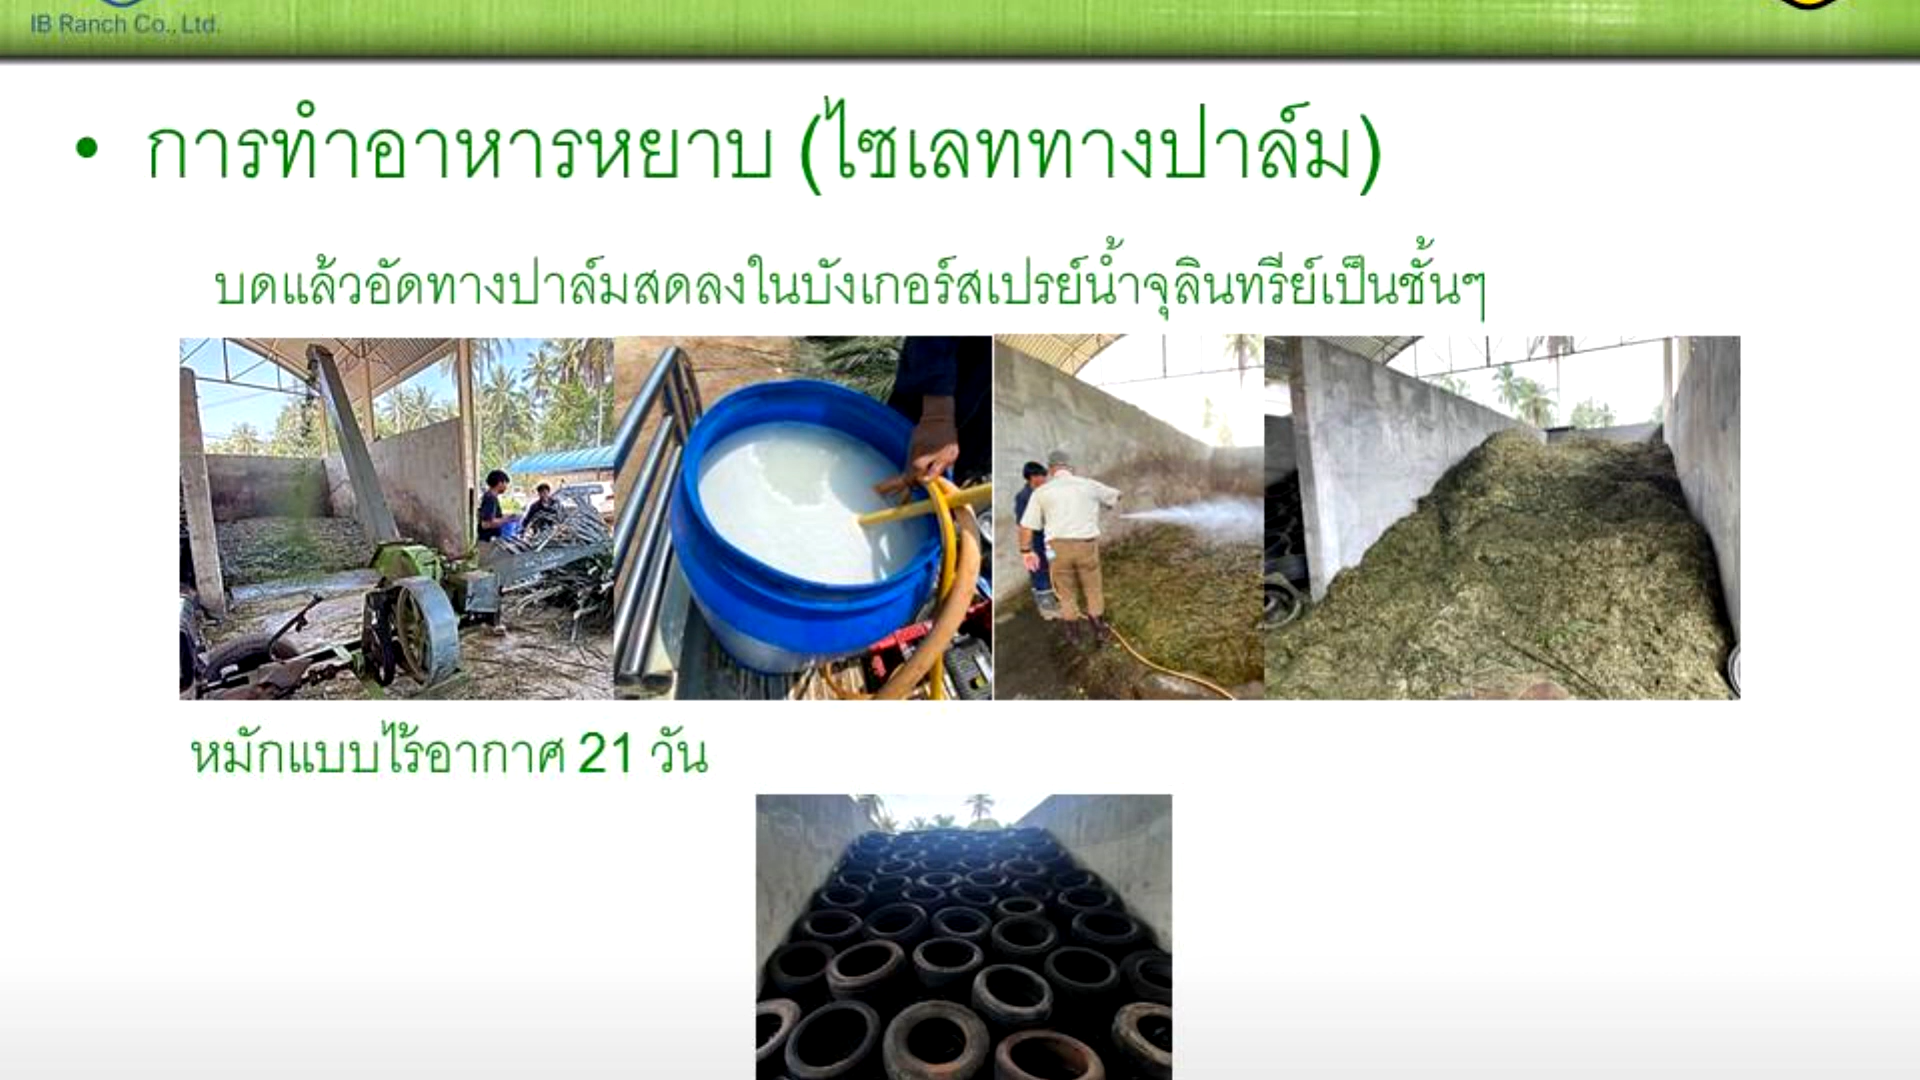 IB Ranch Co., Ltd.
• การทำอาหารหยาบ (ไซเลททางปาล์ม)
บดแล้วอัดทางปาล์มสดลงในบังเกอร์สเปรย์น้ำจุลินทรีย์เป็นชั้นๆ
หมักแบบไร้อากาศ 21 วัน